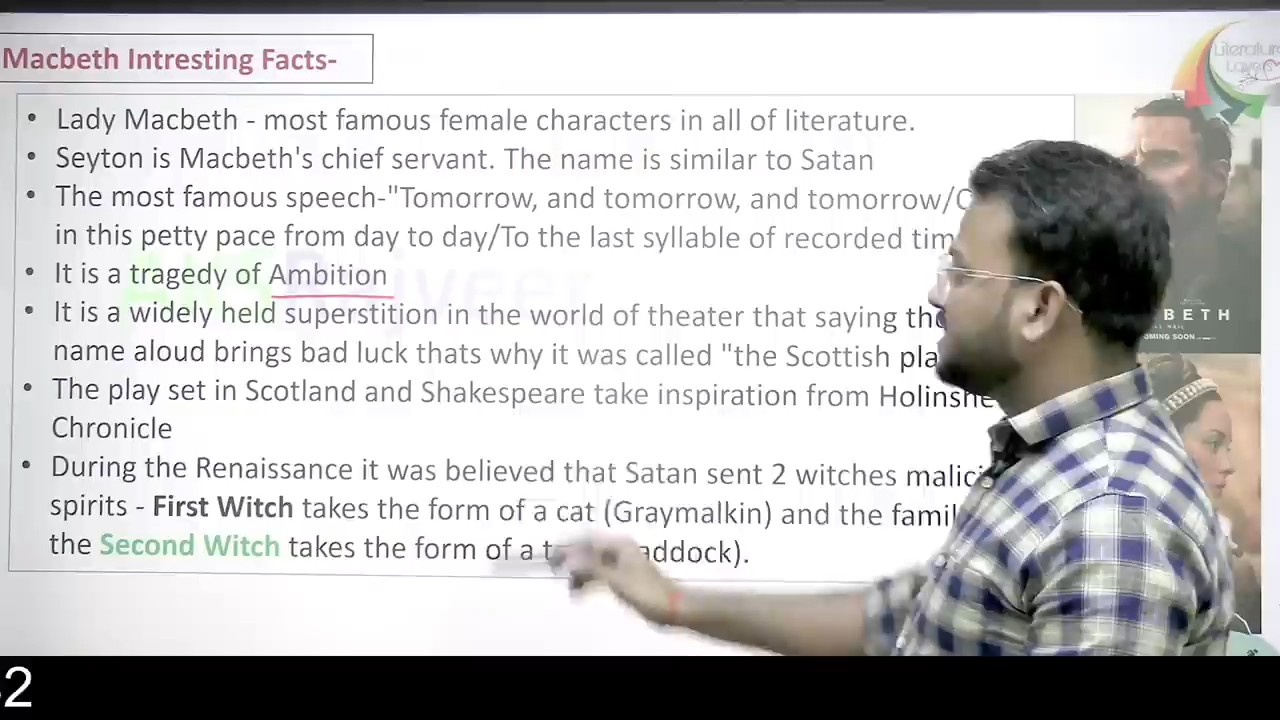 Macbeth Intresting Facts-
Literature
Lovers
• Lady Macbeth - most famous female characters in all of literature.
• Seyton is Macbeth's chief servant. The name is similar to Satan
• The most famous speech-"Tomorrow, and tomorrow, and tomorrow/
in this petty pace from day to day/To the last syllable of recorded
• It is a tragedy of Ambition
• It is a widely held superstition in the world of theater that saying
name aloud brings bad luck thats why it was called "the Scottish
• The play set in Scotland and Shakespeare take inspiration from
Chronicle
• During the Renaissance it was believed that Satan sent 2 witches
spirits - First Witch takes the form of a cat (Graymalkin) and the
the Second Witch takes the form of a
BETH
COMING SOON
2